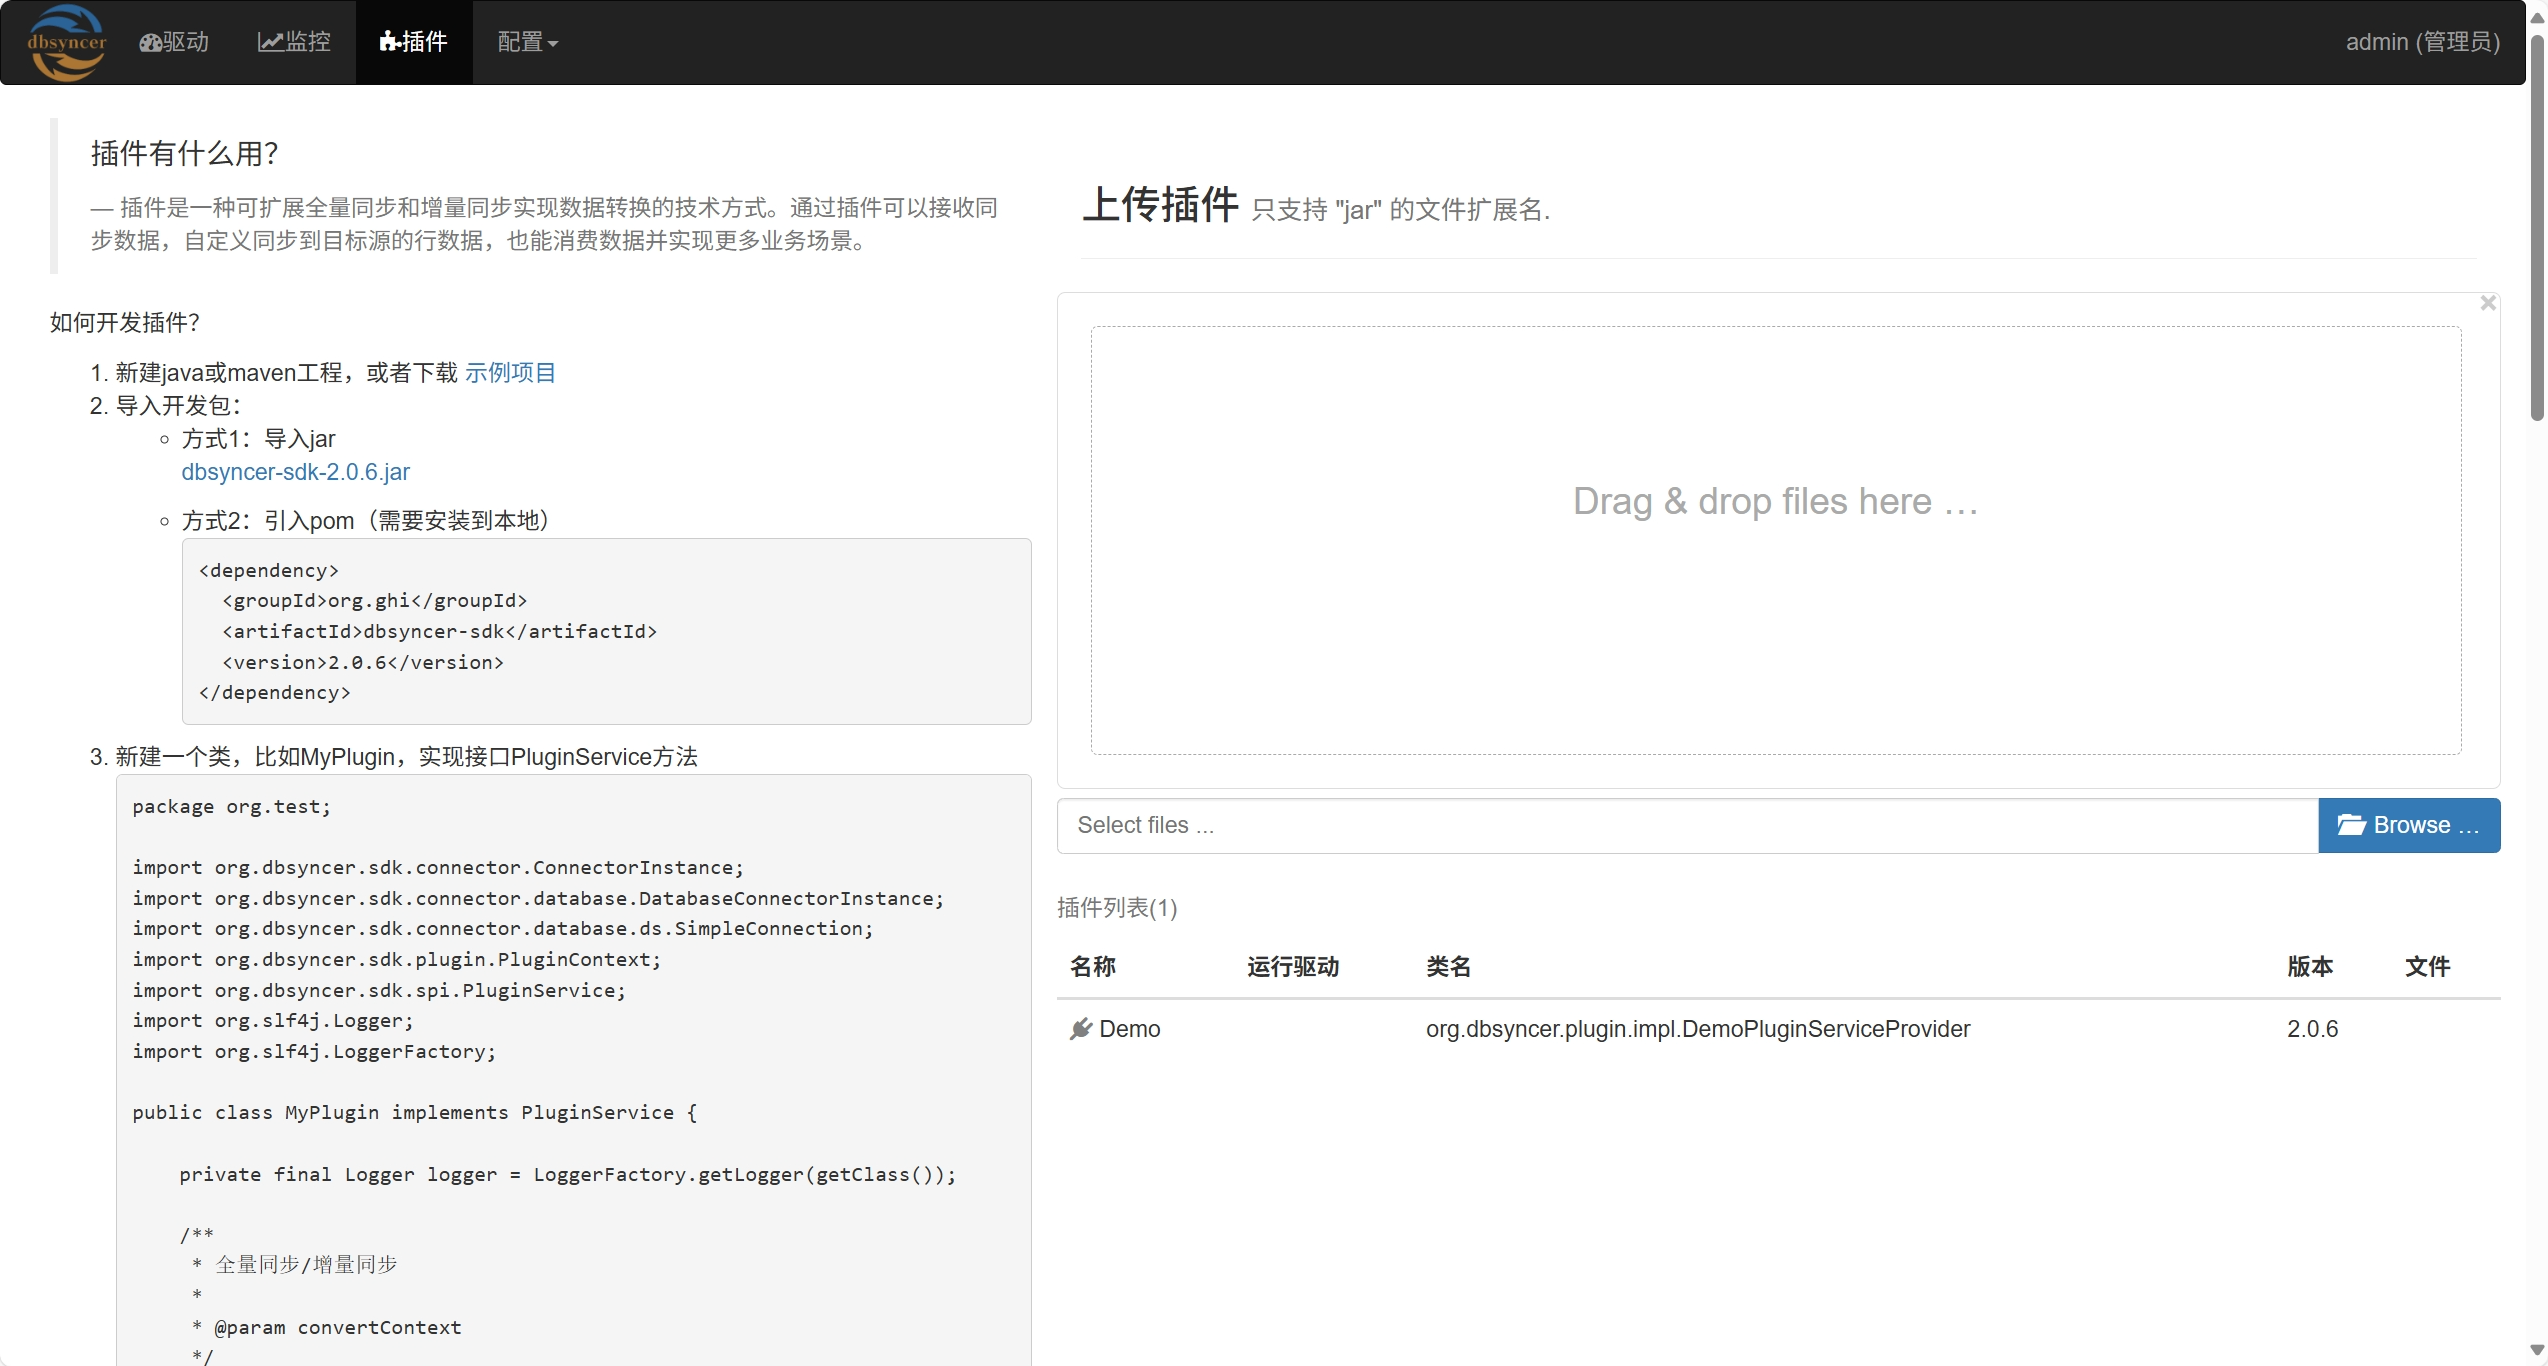 dbsyncer
驱动
监控
插件
配置
admin (管理员)
插件有什么用?
— 插件是一种可扩展全量同步和增量同步实现数据转换的技术方式。通过插件可以接收同
步数据，自定义同步到目标源的行数据，也能消费数据并实现更多业务场景。
如何开发插件?
1. 新建java或maven工程，或者下载 示例项目
2. 导入开发包：
方式1：导入jar
dbsyncer-sdk-2.0.6.jar
方式2：引入pom（需要安装到本地）
<dependency>
  <groupId>org.ghi</groupId>
  <artifactId>dbsyncer-sdk</artifactId>
  <version>2.0.6</version>
</dependency>
3. 新建一个类，比如MyPlugin，实现接口PluginService方法
package org.test;
import org.dbsyncer.sdk.connector.ConnectorInstance;
import org.dbsyncer.sdk.connector.database.DatabaseConnectorInstance;
import org.dbsyncer.sdk.connector.database.ds.SimpleConnection;
import org.dbsyncer.sdk.plugin.PluginContext;
import org.dbsyncer.sdk.spi.PluginService;
import org.slf4j.Logger;
import org.slf4j.LoggerFactory;
public class MyPlugin implements PluginService {
    private final Logger logger = LoggerFactory.getLogger(getClass());
    /**
     * 全量同步/增量同步
     *
     * @param convertContext
     */
上传插件 只支持 "jar" 的文件扩展名.
×
Drag & drop files here …
Select files ...
Browse …
插件列表(1)
名称 运行驱动 类名 版本 文件
Demo org.dbsyncer.plugin.impl.DemoPluginServiceProvider 2.0.6